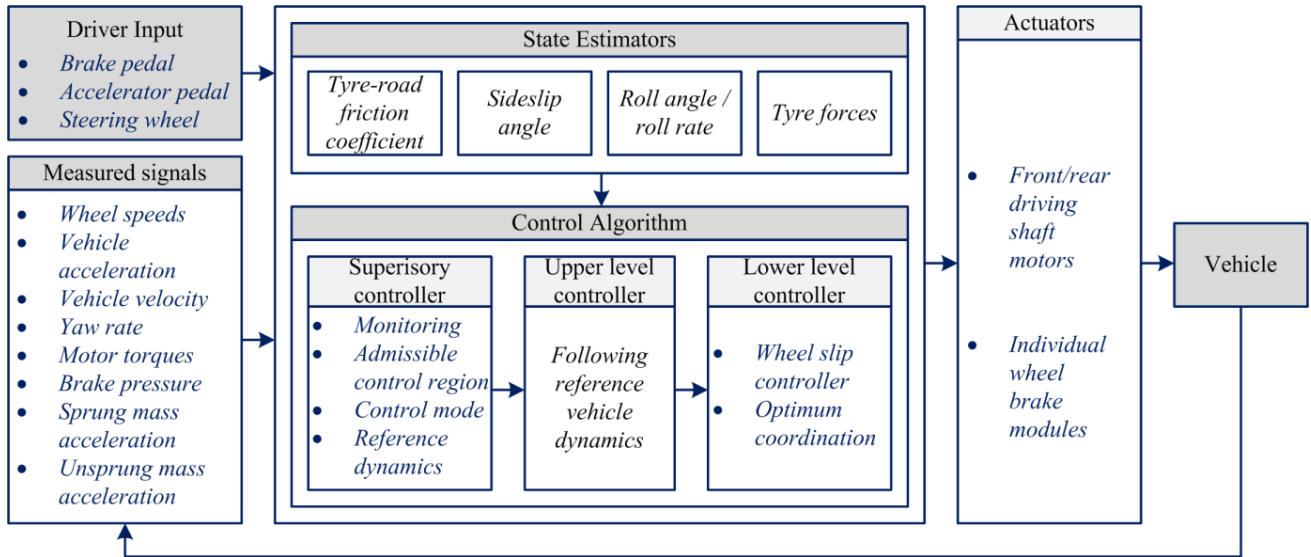 Driver Input
• Brake pedal
• Accelerator pedal
• Steering wheel
Measured signals
• Wheel speeds
• Vehicle
acceleration
• Vehicle velocity
• Yaw rate
• Motor torques
• Brake pressure
• Sprung mass
acceleration
• Unsprung mass
acceleration
State Estimators
Tyre-road
friction
coefficient
Sideslip
angle
Roll angle /
roll rate
Tyre forces
Control Algorithm
Superisory
controller
• Monitoring
• Admissible
control region
• Control mode
• Reference
dynamics
Upper level
controller
Following
reference
vehicle
dynamics
Lower level
controller
• Wheel slip
controller
• Optimum
coordination
Actuators
• Front/rear
driving
shaft
motors
• Individual
wheel
brake
modules
Vehicle